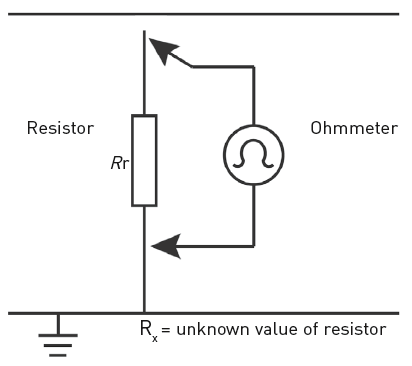 Resistor
Ohmmeter
Rr
Ω
Rx = unknown value of resistor